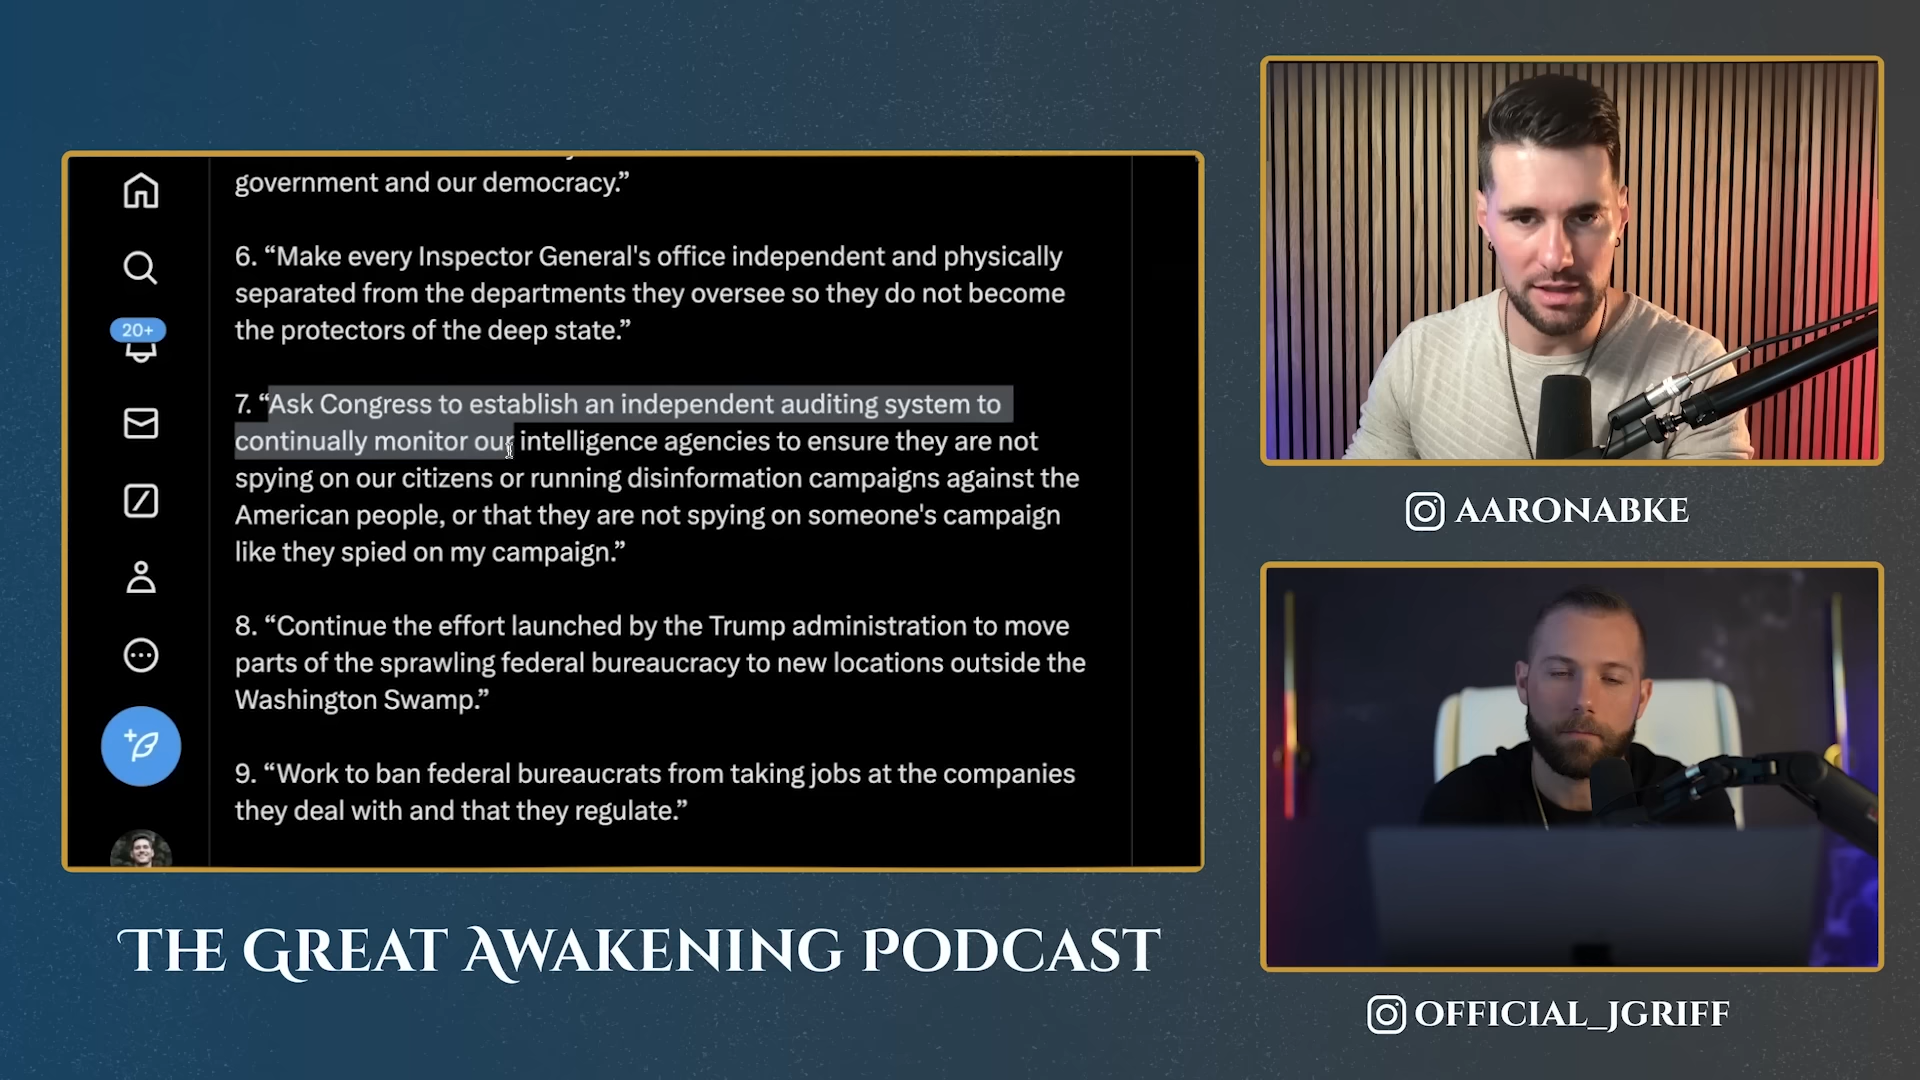 government and our democracy.”
6. “Make every Inspector General's office independent and physically
separated from the departments they oversee so they do not become
the protectors of the deep state.”
7. “Ask Congress to establish an independent auditing system to
continually monitor our intelligence agencies to ensure they are not
spying on our citizens or running disinformation campaigns against the
American people, or that they are not spying on someone's campaign
like they spied on my campaign.”
8. “Continue the effort launched by the Trump administration to move
parts of the sprawling federal bureaucracy to new locations outside the
Washington Swamp.”
9. “Work to ban federal bureaucrats from taking jobs at the companies
they deal with and that they regulate.”
20+
THE GREAT AWAKENING PODCAST
AARONABKE
OFFICIAL_JGRIFF